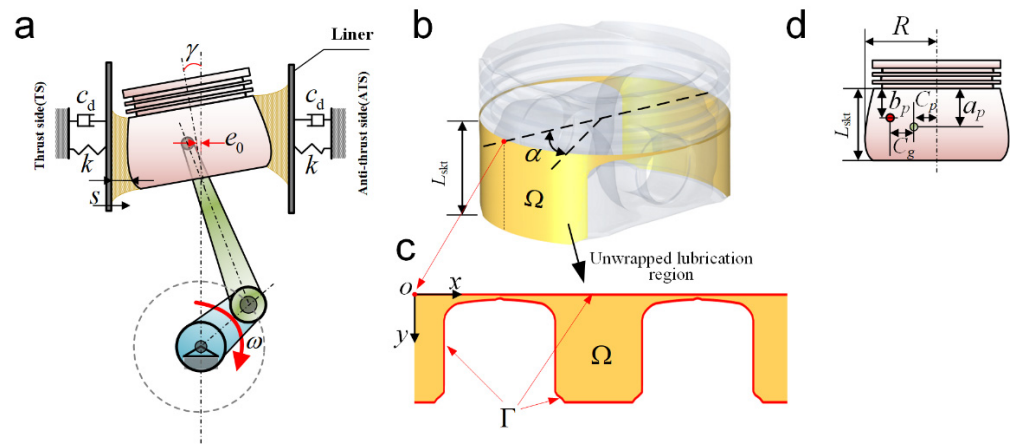 a
γ
Liner
c_d
c_d
Thrust side(TS)
Anti-thrust side(ATS)
e_0
k
k
s
ω
b
α
L_skt
Ω
Unwrapped lubrication
region
c
o
x
y
Ω
Γ
d
R
b_p
C_p
a_p
L_skt
C_g